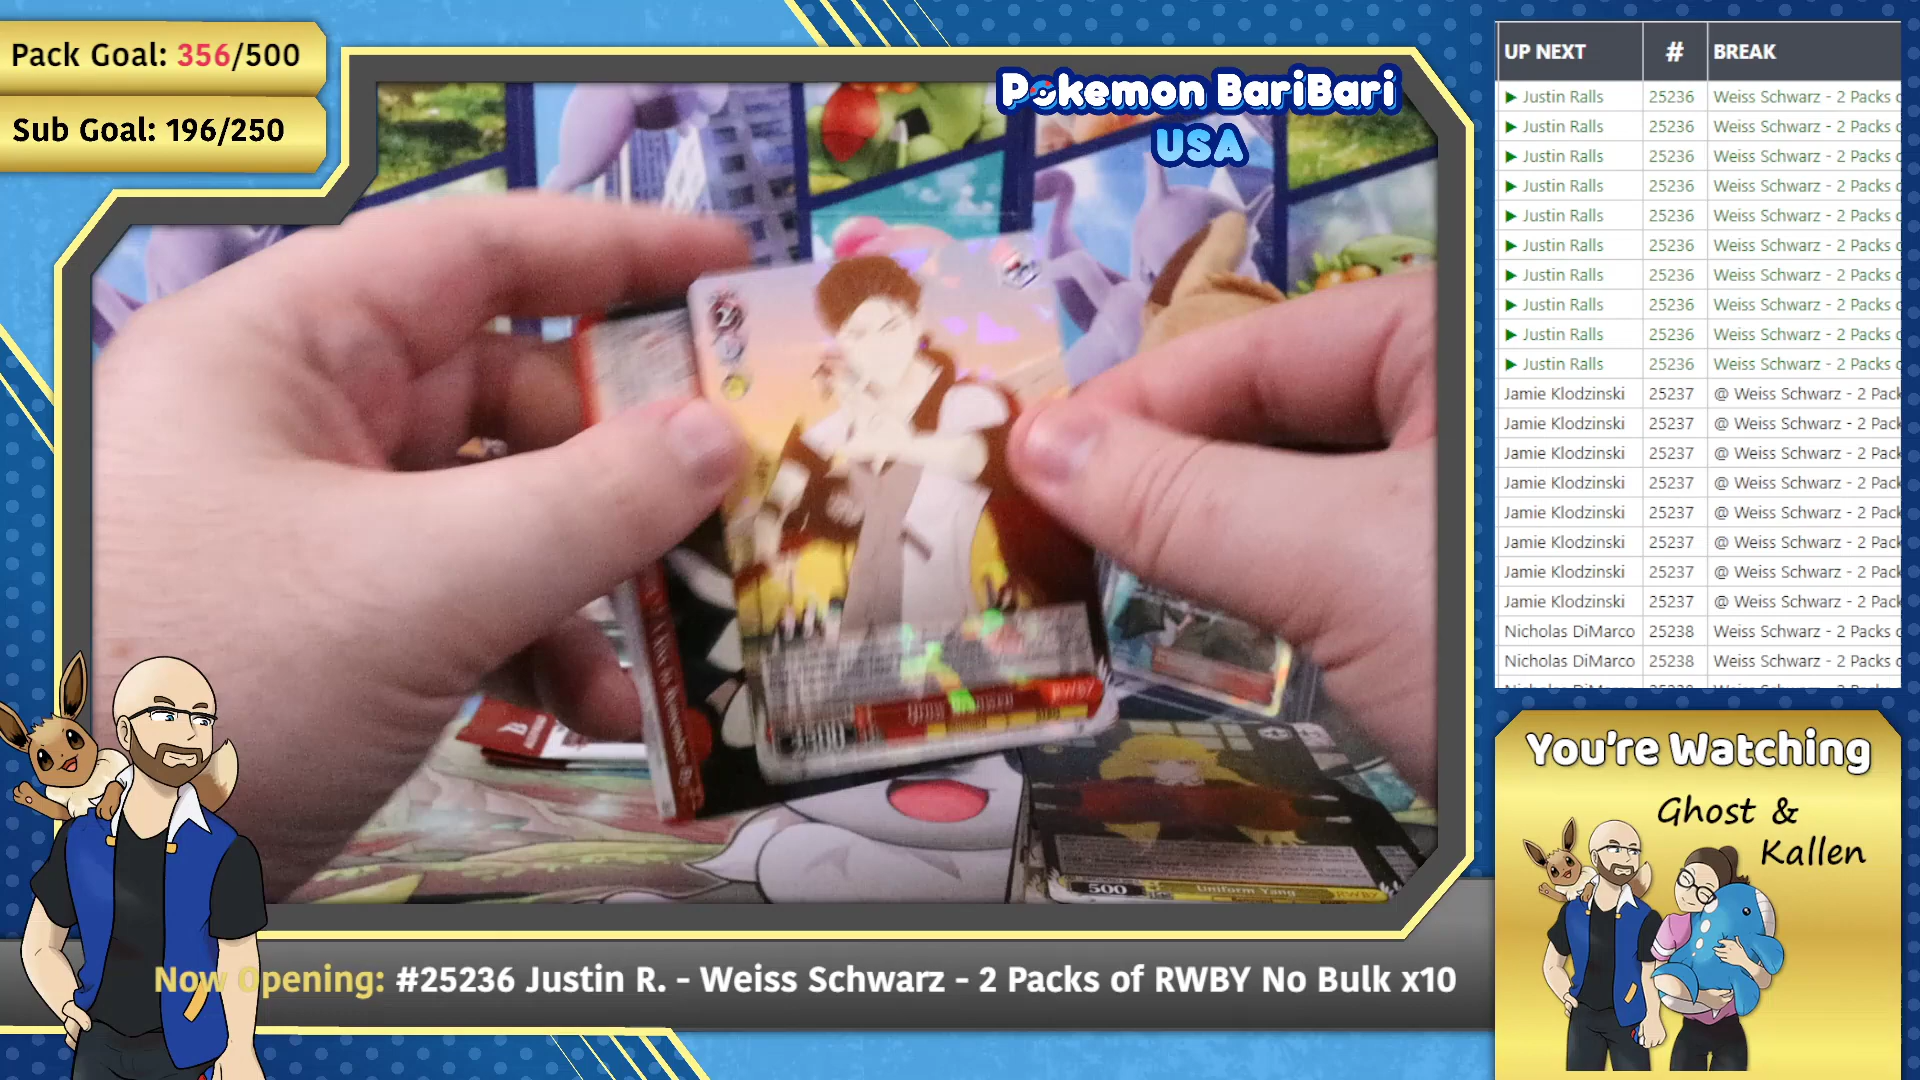 Pack Goal: 356/500
Sub Goal: 196/250
Pokemon BariBari
USA
UP NEXT # BREAK
▶ Justin Ralls 25236 Weiss Schwarz - 2 Packs
▶ Justin Ralls 25236 Weiss Schwarz - 2 Packs
▶ Justin Ralls 25236 Weiss Schwarz - 2 Packs
▶ Justin Ralls 25236 Weiss Schwarz - 2 Packs
▶ Justin Ralls 25236 Weiss Schwarz - 2 Packs
▶ Justin Ralls 25236 Weiss Schwarz - 2 Packs
▶ Justin Ralls 25236 Weiss Schwarz - 2 Packs
▶ Justin Ralls 25236 Weiss Schwarz - 2 Packs
▶ Justin Ralls 25236 Weiss Schwarz - 2 Packs
▶ Justin Ralls 25236 Weiss Schwarz - 2 Packs
Jamie Klodzinski 25237 @ Weiss Schwarz - 2 Pack
Jamie Klodzinski 25237 @ Weiss Schwarz - 2 Pack
Jamie Klodzinski 25237 @ Weiss Schwarz - 2 Pack
Jamie Klodzinski 25237 @ Weiss Schwarz - 2 Pack
Jamie Klodzinski 25237 @ Weiss Schwarz - 2 Pack
Jamie Klodzinski 25237 @ Weiss Schwarz - 2 Pack
Jamie Klodzinski 25237 @ Weiss Schwarz - 2 Pack
Jamie Klodzinski 25237 @ Weiss Schwarz - 2 Pack
Nicholas DiMarco 25238 Weiss Schwarz - 2 Packs
Nicholas DiMarco 25238 Weiss Schwarz - 2 Packs
RWBY
500 Uniform Yang RWBY
You're Watching
Ghost &
Kallen
Now Opening: #25236 Justin R. - Weiss Schwarz - 2 Packs of RWBY No Bulk x10